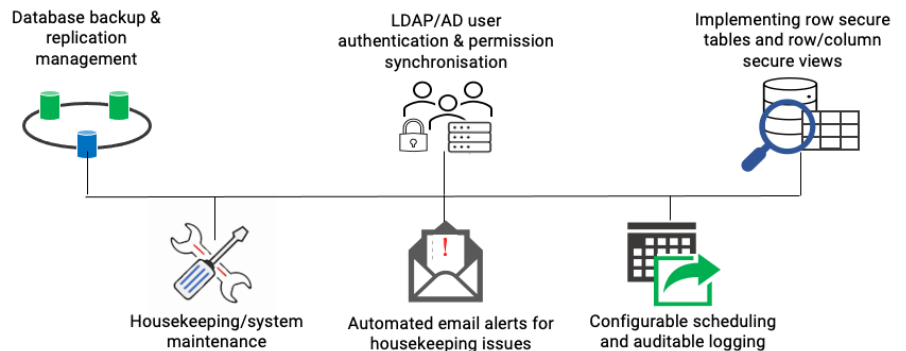 Database backup &
replication
management
LDAP/AD user
authentication & permission
synchronisation
Implementing row secure
tables and row/column
secure views
!
Housekeeping/system
maintenance
Automated email alerts for
housekeeping issues
Configurable scheduling
and auditable logging